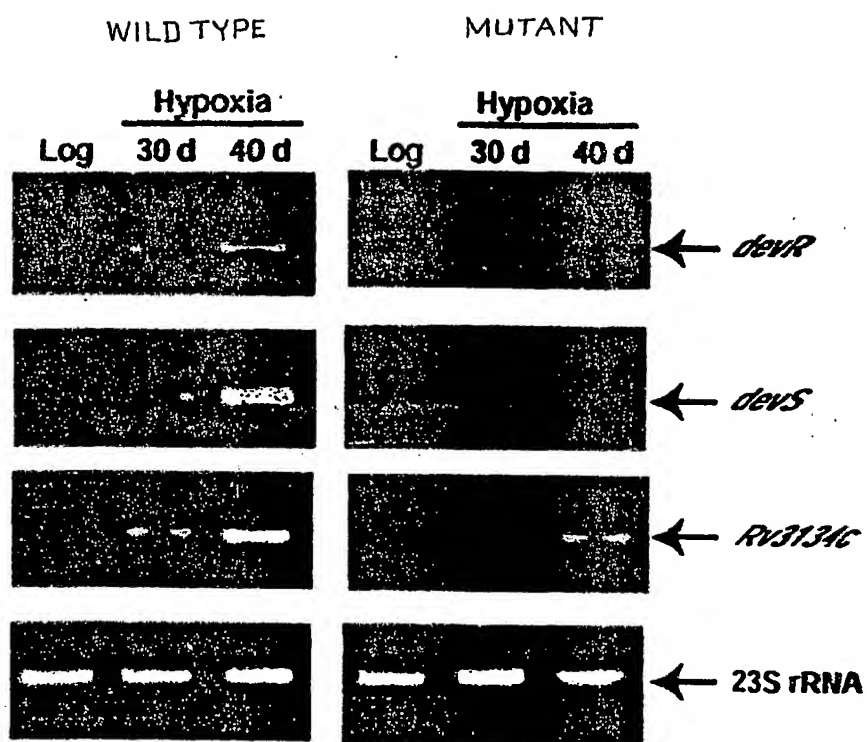 WILD TYPE MUTANT
Hypoxia Hypoxia
Log 30 d 40 d Log 30 d 40 d
devR
devS
Rv3134c
23S rRNA